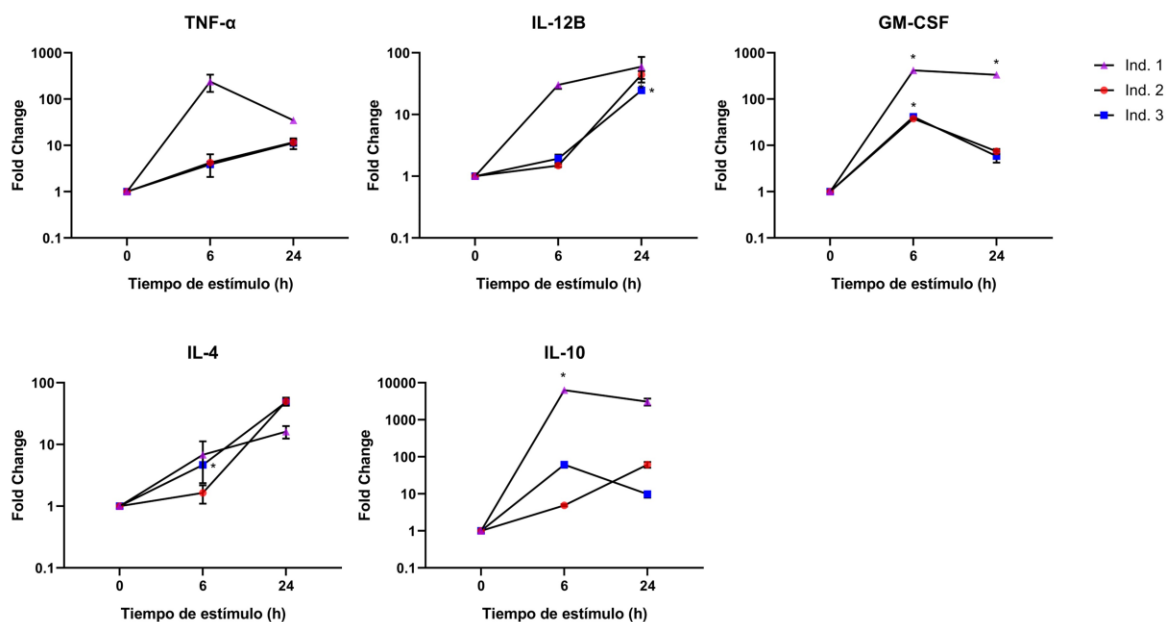 TNF-α
1000
100
10
1
0.1
Fold Change
0
6
24
Tiempo de estímulo (h)
IL-12B
100
10
1
0.1
Fold Change
*
0
6
24
Tiempo de estímulo (h)
GM-CSF
1000
100
10
1
0.1
Fold Change
*
*
*
0
6
24
Tiempo de estímulo (h)
Ind. 1
Ind. 2
Ind. 3
IL-4
100
10
1
0.1
Fold Change
*
0
6
24
Tiempo de estímulo (h)
IL-10
10000
1000
100
10
1
0.1
Fold Change
*
0
6
24
Tiempo de estímulo (h)